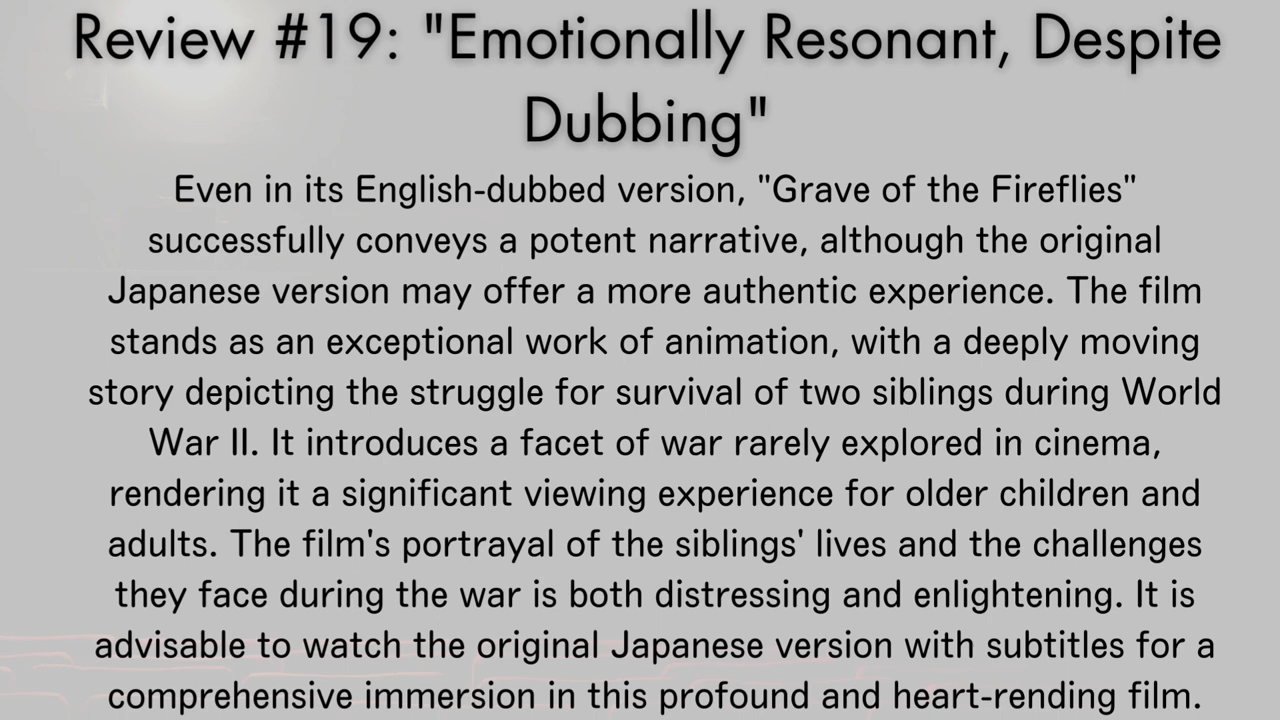 Review #19: "Emotionally Resonant, Despite
Dubbing"
Even in its English-dubbed version, "Grave of the Fireflies"
successfully conveys a potent narrative, although the original
Japanese version may offer a more authentic experience. The film
stands as an exceptional work of animation, with a deeply moving
story depicting the struggle for survival of two siblings during World
War II. It introduces a facet of war rarely explored in cinema,
rendering it a significant viewing experience for older children and
adults. The film's portrayal of the siblings' lives and the challenges
they face during the war is both distressing and enlightening. It is
advisable to watch the original Japanese version with subtitles for a
comprehensive immersion in this profound and heart-rending film.